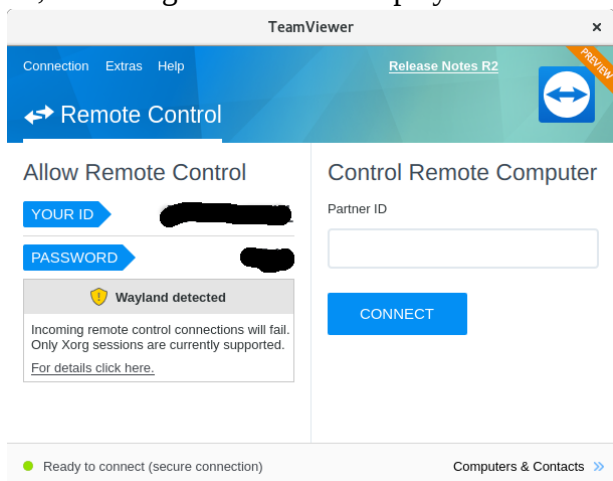 TeamViewer
×
Connection Extras Help
Release Notes R2
PREVIEW
Remote Control
Allow Remote Control
YOUR ID
PASSWORD
Wayland detected
Incoming remote control connections will fail.
Only Xorg sessions are currently supported.
For details click here.
Control Remote Computer
Partner ID
CONNECT
Ready to connect (secure connection)
Computers & Contacts »